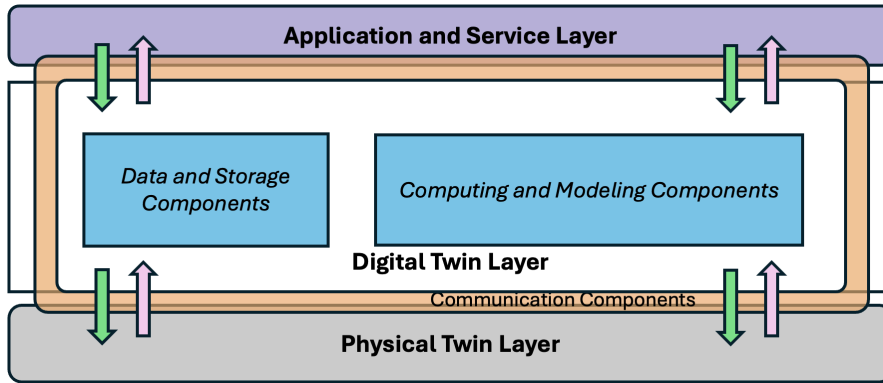 Application and Service Layer
Data and Storage
Components
Computing and Modeling Components
Digital Twin Layer
Communication Components
Physical Twin Layer